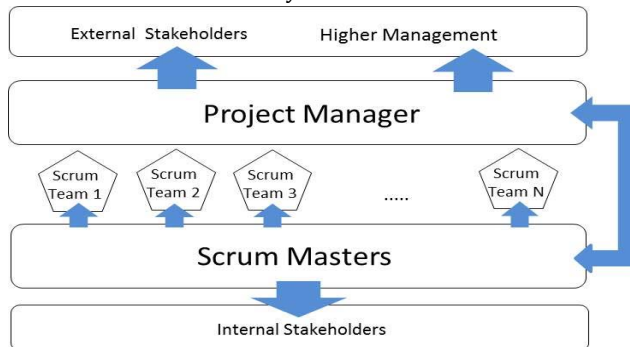 External Stakeholders Higher Management
Project Manager
Scrum Team 1
Scrum Team 2
Scrum Team 3
.....
Scrum Team N
Scrum Masters
Internal Stakeholders